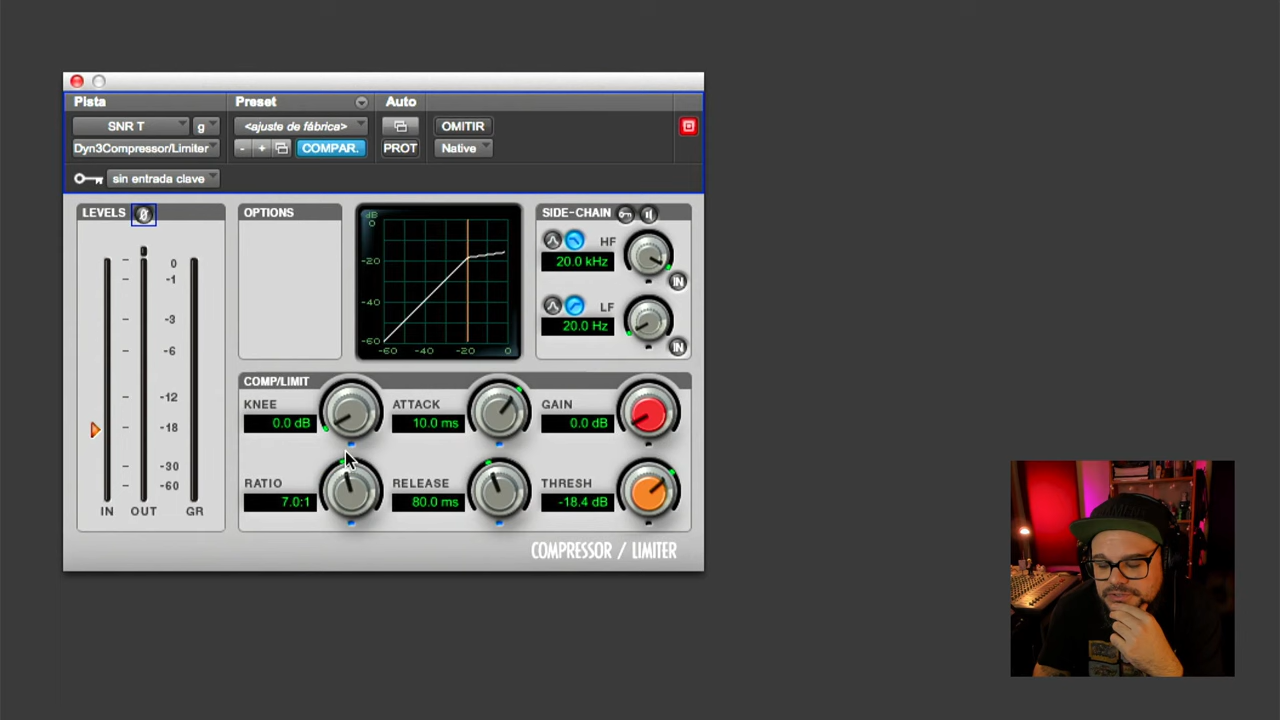 Pista Preset Auto
SNR T g <ajuste de fábrica> OMITIR
Dyn3Compressor/Limiter - + COMPAR. PROT Native
sin entrada clave
LEVELS Ø OPTIONS SIDE-CHAIN
dB
0
-20
-40
-60
-60 -40 -20 0
HF
20.0 kHz
IN
LF
20.0 Hz
IN
0
-1
-3
-6
-12
-18
-30
-60
IN OUT GR
COMP/LIMIT
KNEE ATTACK GAIN
0.0 dB 10.0 ms 0.0 dB
RATIO RELEASE THRESH
7.0:1 80.0 ms -18.4 dB
COMPRESSOR / LIMITER